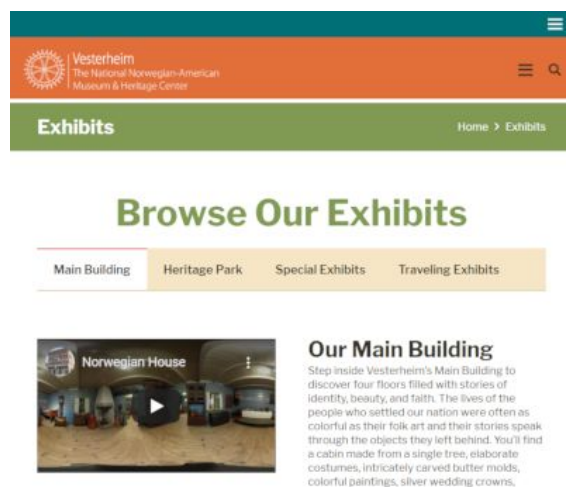 Vesterheim
The National Norwegian-American
Museum & Heritage Center
Exhibits
Home > Exhibits
Browse Our Exhibits
Main Building
Heritage Park
Special Exhibits
Traveling Exhibits
Norwegian House
Our Main Building
Step inside Vesterheim's Main Building to
discover four floors filled with stories of
identity, beauty, and faith. The lives of the
people who settled our nation were often as
colorful as their folk art and their stories speak
through the objects they left behind. You'll find
a cabin made from a single tree, elaborate
costumes, intricately carved butter molds,
colorful paintings, silver wedding crowns,